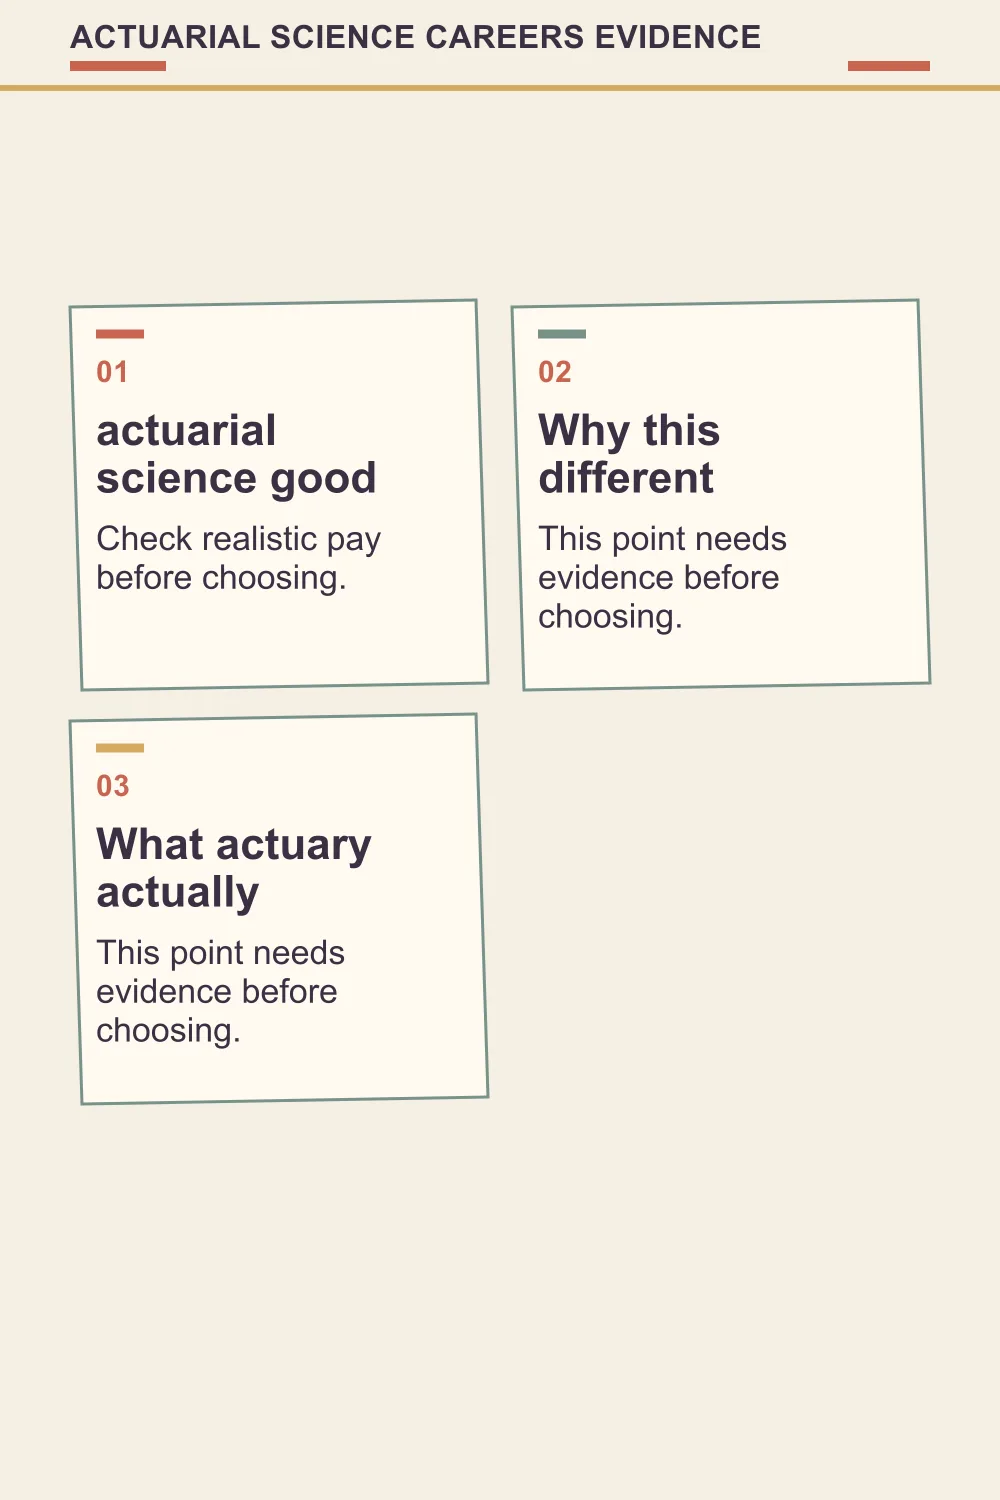 ACTUARIAL SCIENCE CAREERS EVIDENCE
01
actuarial
science good
Check realistic pay
before choosing.
02
Why this
different
This point needs
evidence before
choosing.
03
What actuary
actually
This point needs
evidence before
choosing.